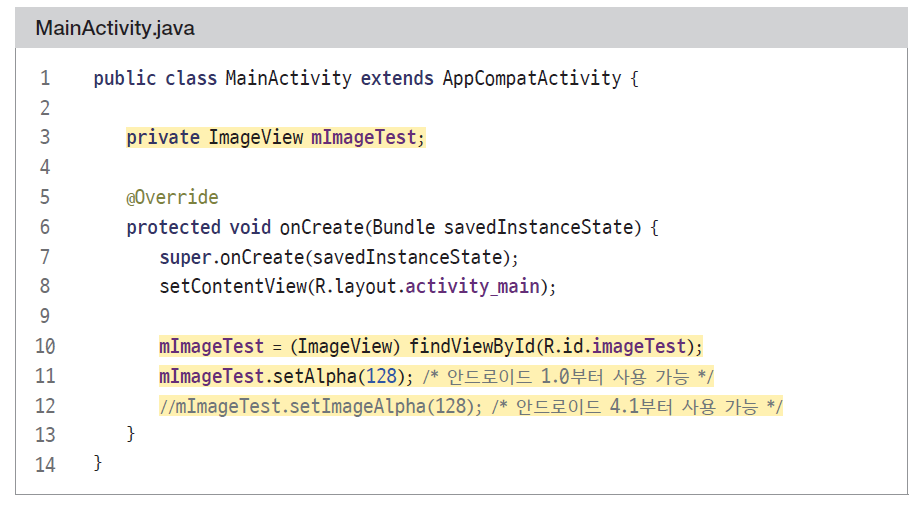 MainActivity.java
1 public class MainActivity extends AppCompatActivity {
2
3 private ImageView mImageTest;
4
5 @Override
6 protected void onCreate(Bundle savedInstanceState) {
7 super.onCreate(savedInstanceState);
8 setContentView(R.layout.activity_main);
9
10 mImageTest = (ImageView) findViewById(R.id.imageTest);
11 mImageTest.setAlpha(128); /* 안드로이드 1.0부터 사용 가능 */
12 //mImageTest.setImageAlpha(128); /* 안드로이드 4.1부터 사용 가능 */
13 }
14 }